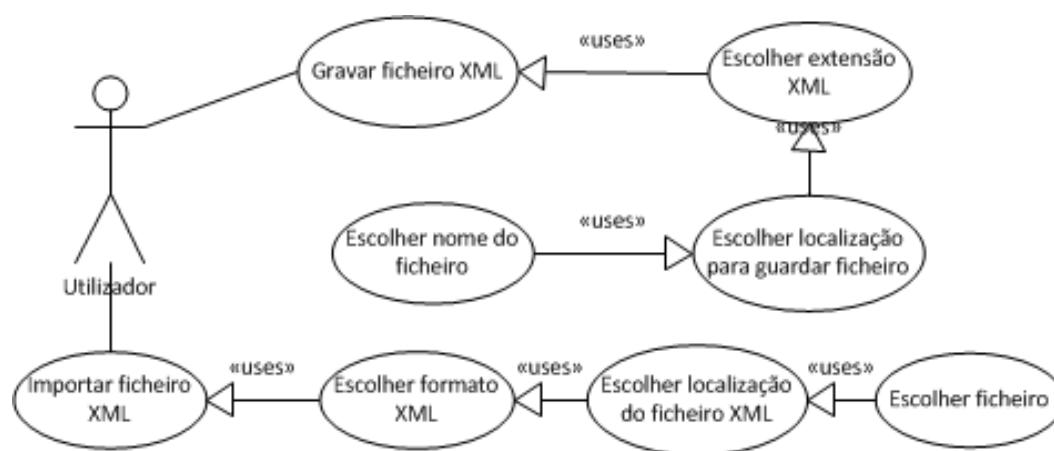 «uses»
Gravar ficheiro XML
Escolher extensão
XML
«uses»
«uses»
Escolher nome do
ficheiro
Escolher localização
para guardar ficheiro
Utilizador
«uses»
«uses»
«uses»
Importar ficheiro
XML
Escolher formato
XML
Escolher localização
do ficheiro XML
Escolher ficheiro